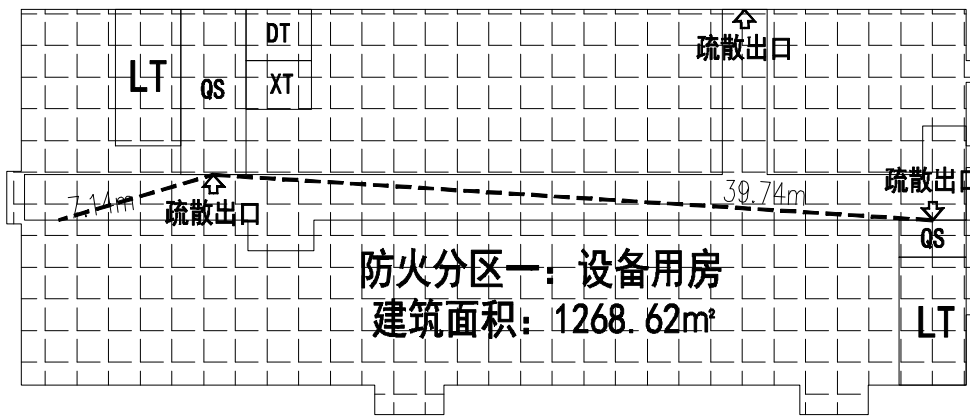 DT
疏散出口
LT
QS
XT
疏散出口
39.74m
7.14m
疏散出口
QS
防火分区一：设备用房
建筑面积：1268.62m²
LT